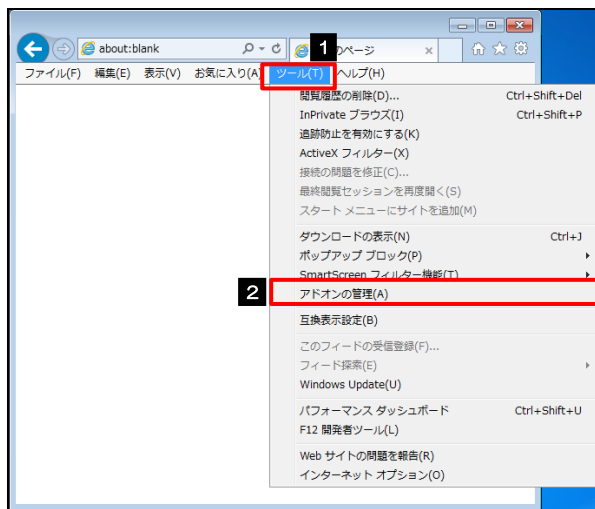 about:blank
1
のページ
ファイル(F) 編集(E) 表示(V) お気に入り(A) ツール(T) ヘルプ(H)
閲覧履歴の削除(D)... Ctrl+Shift+Del
InPrivate ブラウズ(I) Ctrl+Shift+P
追跡防止を有効にする(K)
ActiveX フィルター(X)
接続の問題を修正(C)...
最終閲覧セッションを再度開く(S)
スタート メニューにサイトを追加(M)
ダウンロードの表示(N) Ctrl+J
ポップアップ ブロック(P)
SmartScreen フィルター機能(T)
2 アドオンの管理(A)
互換表示設定(B)
このフィードの受信登録(F)...
フィード探索(E)
Windows Update(U)
パフォーマンス ダッシュボード Ctrl+Shift+U
F12 開発者ツール(L)
Web サイトの問題を報告(R)
インターネット オプション(O)